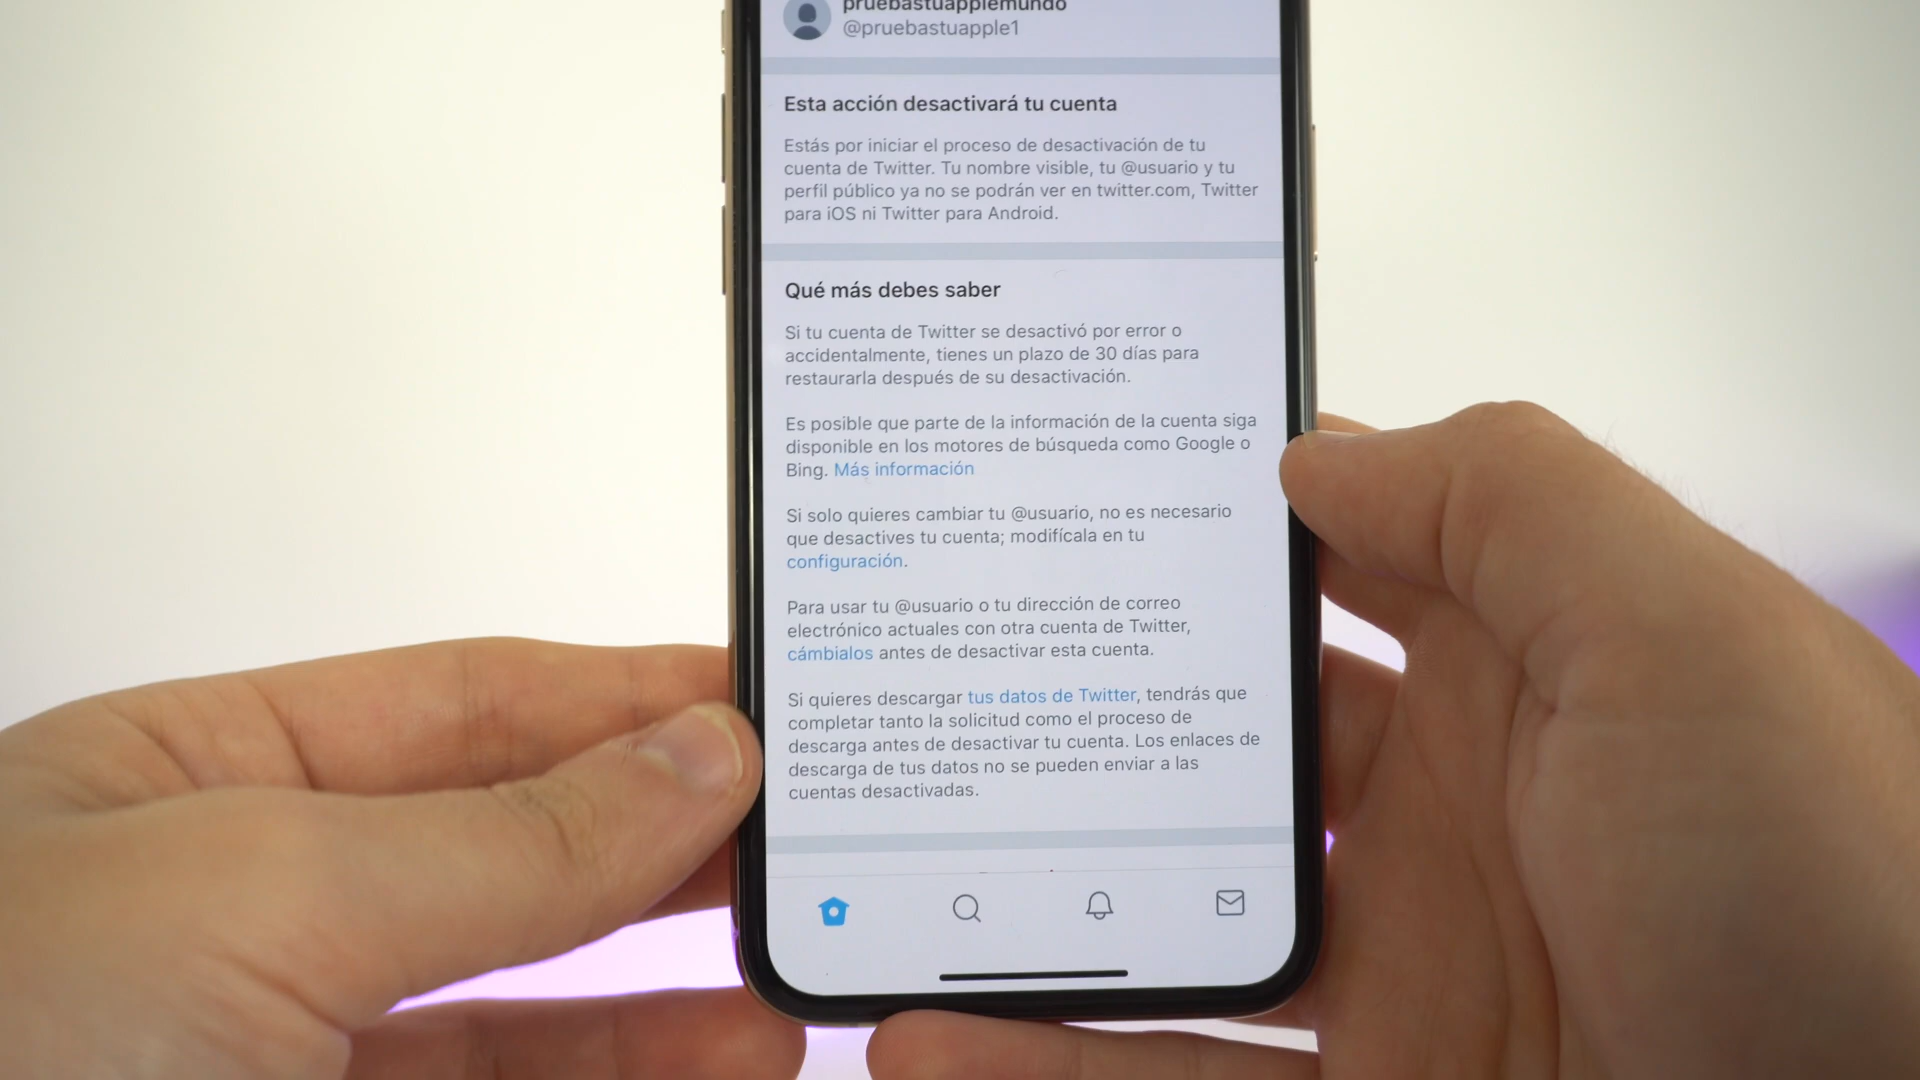 pruebastuapplemundo
@pruebastuapple1
Esta acción desactivará tu cuenta
Estás por iniciar el proceso de desactivación de tu
cuenta de Twitter. Tu nombre visible, tu @usuario y tu
perfil público ya no se podrán ver en twitter.com, Twitter
para iOS ni Twitter para Android.
Qué más debes saber
Si tu cuenta de Twitter se desactivó por error o
accidentalmente, tienes un plazo de 30 días para
restaurarla después de su desactivación.
Es posible que parte de la información de la cuenta siga
disponible en los motores de búsqueda como Google o
Bing. Más información
Si solo quieres cambiar tu @usuario, no es necesario
que desactives tu cuenta; modifícala en tu
configuración.
Para usar tu @usuario o tu dirección de correo
electrónico actuales con otra cuenta de Twitter,
cámbialos antes de desactivar esta cuenta.
Si quieres descargar tus datos de Twitter, tendrás que
completar tanto la solicitud como el proceso de
descarga antes de desactivar tu cuenta. Los enlaces de
descarga de tus datos no se pueden enviar a las
cuentas desactivadas.